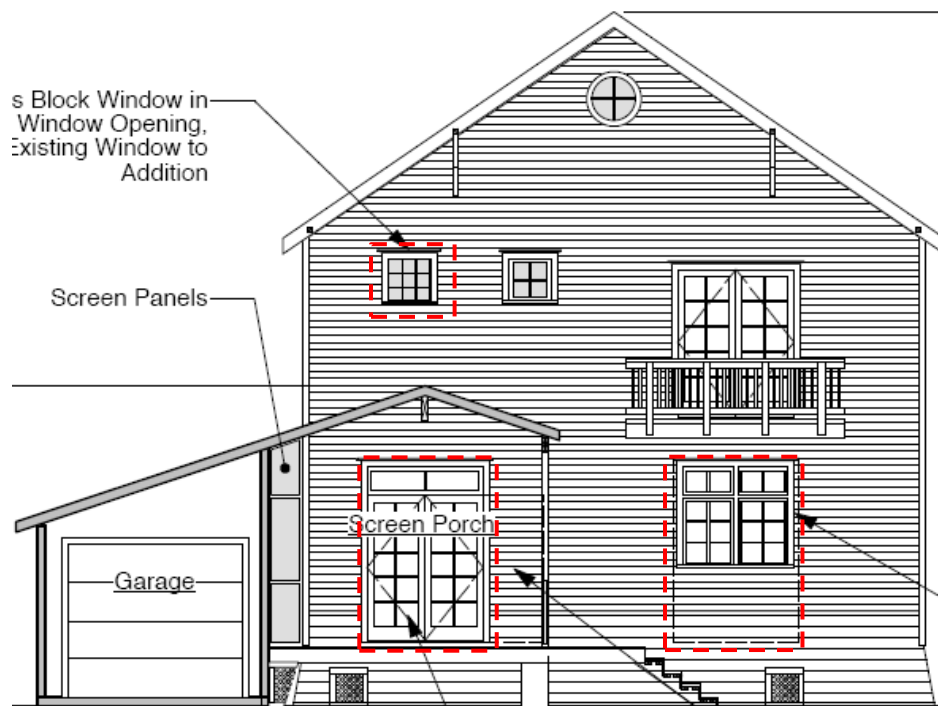 s Block Window in
Window Opening,
Existing Window to
Addition
Screen Panels
Screen Porch
Garage